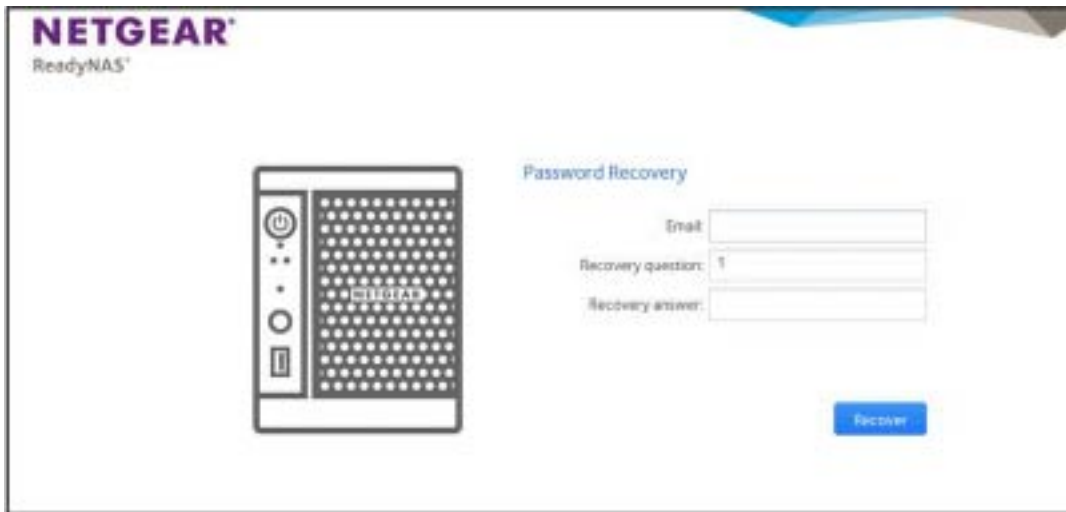 NETGEAR®
ReadyNAS®
Password Recovery
Email:
Recovery question: 1
Recovery answer:
NETGEAR
Recover